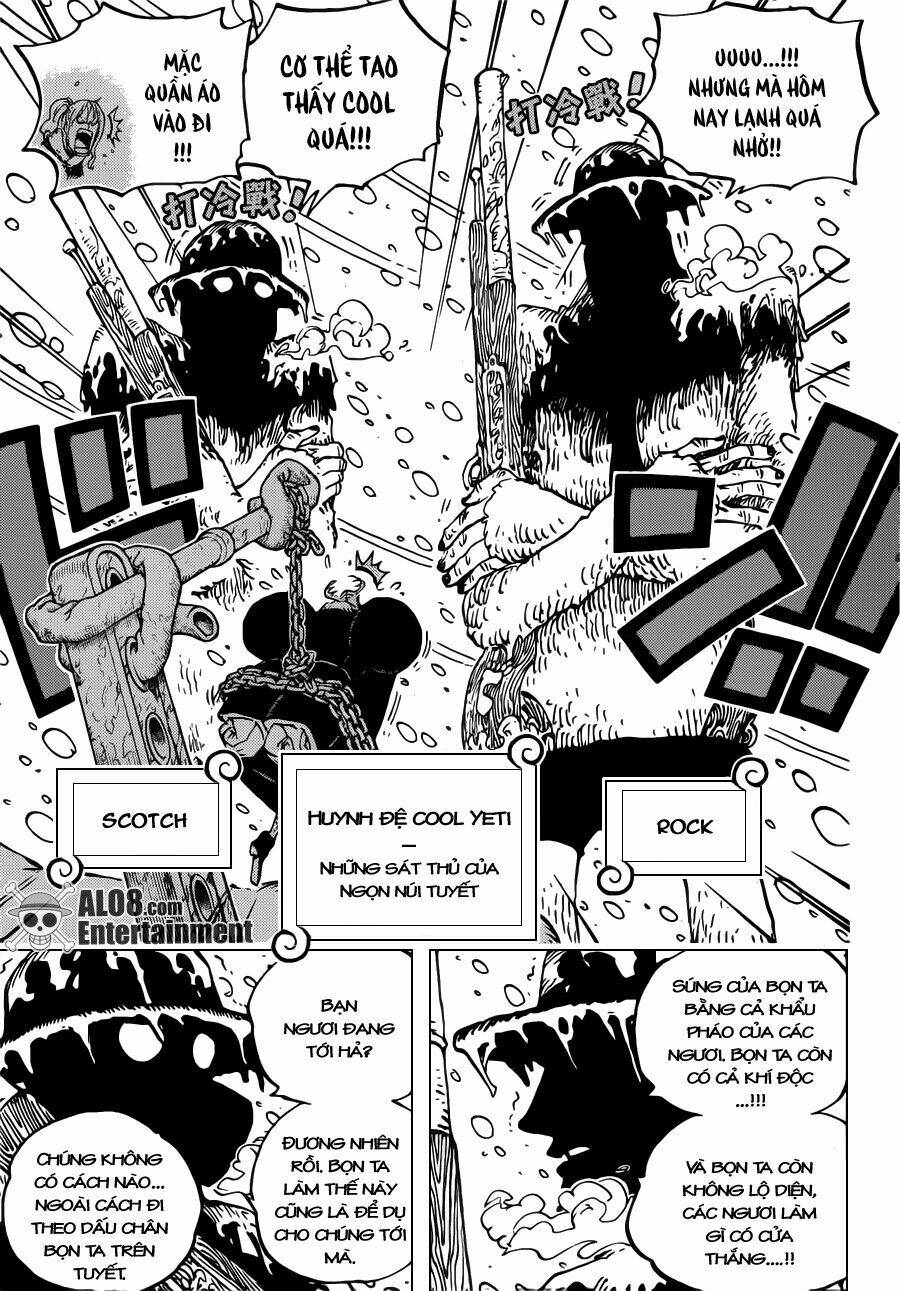 UUUU...!!!
NHƯNG MÀ HÔM
NAY LẠNH QUÁ
NHỞ!!
打冷戰!
CƠ THỂ TAO
THẤY COOL
QUÁ!!!
MẶC
QUẦN ÁO
VÀO ĐI
!!!
打冷戰!
ROCK
HUYNH ĐỆ COOL YETI
–
NHỮNG SÁT THỦ CỦA
NGỌN NÚI TUYẾT
SCOTCH
AL08.com
Entertainment
SÚNG CỦA BỌN TA
BẰNG CẢ KHẨU
PHÁO CỦA CÁC
NGƯƠI. BỌN TA CÒN
CÓ CẢ KHÍ ĐỘC
...!!!
VÀ BỌN TA CÒN
KHÔNG LỘ DIỆN,
CÁC NGƯƠI LÀM
GÌ CÓ CỬA
THẮNG....!!
BẠN
NGƯƠI ĐANG
TỚI HẢ?
ĐƯƠNG NHIÊN
RỒI. BỌN TA
LÀM THẾ NÀY
CŨNG LÀ ĐỂ DỤ
CHO CHÚNG TỚI
MÀ.
CHÚNG KHÔNG
CÓ CÁCH NÀO...
NGOÀI CÁCH ĐI
THEO DẤU CHÂN
BỌN TA TRÊN
TUYẾT.